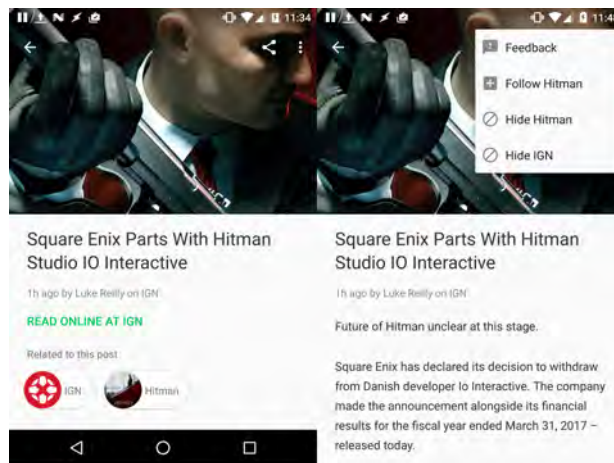 11:34
Square Enix Parts With Hitman
Studio IO Interactive
1h ago by Luke Reilly on IGN
READ ONLINE AT IGN
Related to this post
IGN
Hitman
Feedback
Follow Hitman
Hide Hitman
Hide IGN
Square Enix Parts With Hitman
Studio IO Interactive
1h ago by Luke Reilly on IGN
Future of Hitman unclear at this stage.
Square Enix has declared its decision to withdraw
from Danish developer Io Interactive. The company
made the announcement alongside its financial
results for the fiscal year ended March 31, 2017 –
released today.